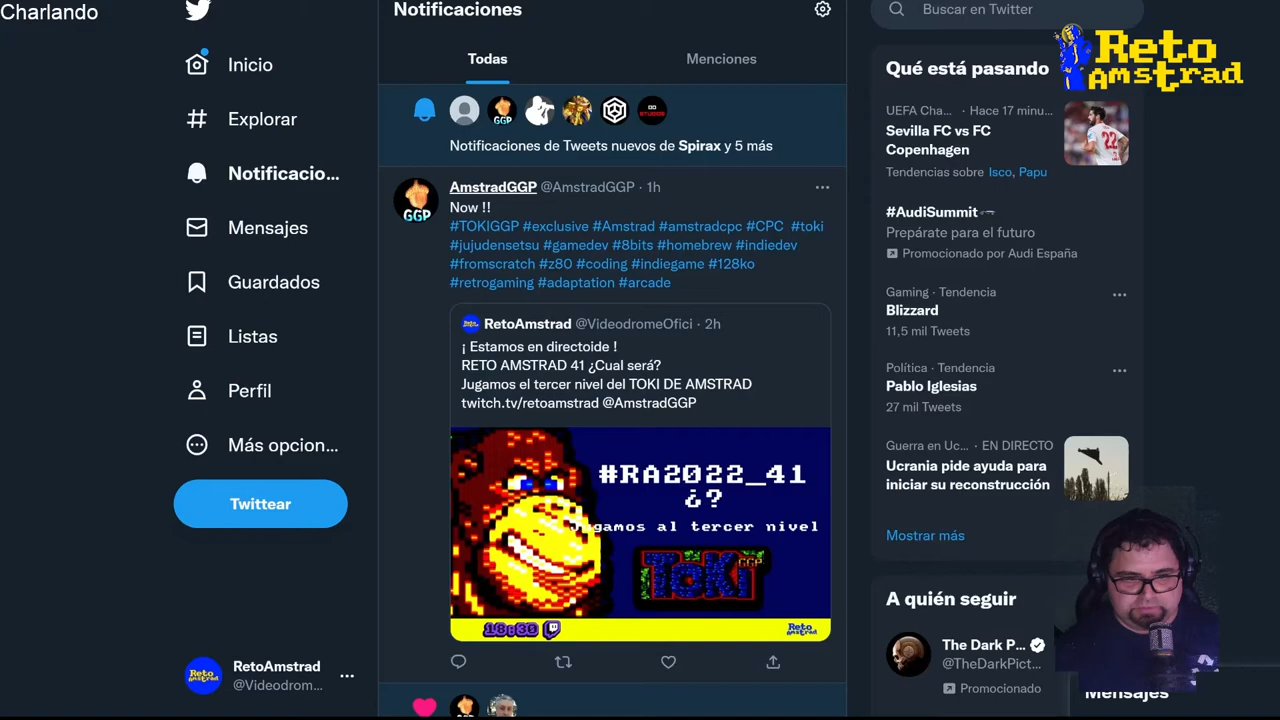 Charlando
Inicio
Explorar
Notificacio...
Mensajes
Guardados
Listas
Perfil
Más opcion...
Twittear
RetoAmstrad
@Videodrom...
Notificaciones
Todas
Menciones
GGP
Notificaciones de Tweets nuevos de Spirax y 5 más
GGP
AmstradGGP @AmstradGGP · 1h
Now !!
#TOKIGGP #exclusive #Amstrad #amstradcpc #CPC #toki
#jujudensetsu #gamedev #8bits #homebrew #indiedev
#fromscratch #z80 #coding #indiegame #128ko
#retrogaming #adaptation #arcade
RetoAmstrad @VideodromeOfici · 2h
¡ Estamos en directoide !
RETO AMSTRAD 41 ¿Cual será?
Jugamos el tercer nivel del TOKI DE AMSTRAD
twitch.tv/retoamstrad @AmstradGGP
#RA2022_41
¿?
Jugamos al tercer nivel
TOKI GGP
18:30
Reto
Amstrad
Buscar en Twitter
Reto
Amstrad
Qué está pasando
UEFA Cha... · Hace 17 minu...
Sevilla FC vs FC
Copenhagen
Tendencias sobre Isco, Papu
#AudiSummit
Prepárate para el futuro
Promocionado por Audi España
Gaming · Tendencia
Blizzard
11,5 mil Tweets
Política · Tendencia
Pablo Iglesias
27 mil Tweets
Guerra en Uc... · EN DIRECTO
Ucrania pide ayuda para
iniciar su reconstrucción
Mostrar más
A quién seguir
The Dark P...
@TheDarkPict...
Promocionado
Mensajes